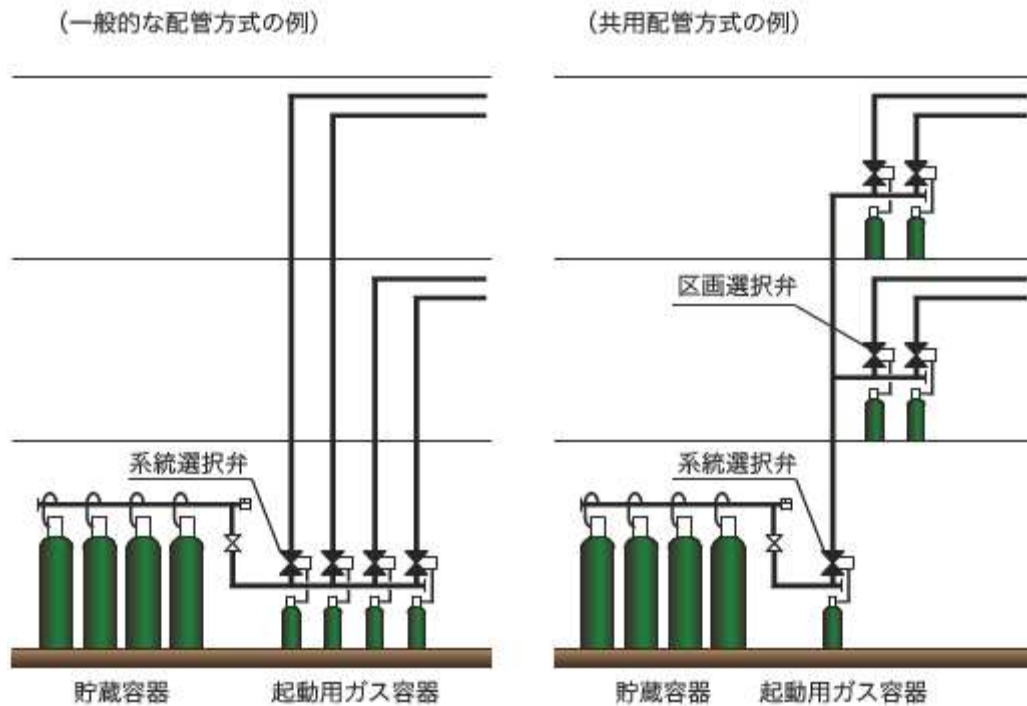 （一般的な配管方式の例）
（共用配管方式の例）
区画選択弁
系統選択弁
系統選択弁
貯蔵容器
起動用ガス容器
貯蔵容器
起動用ガス容器